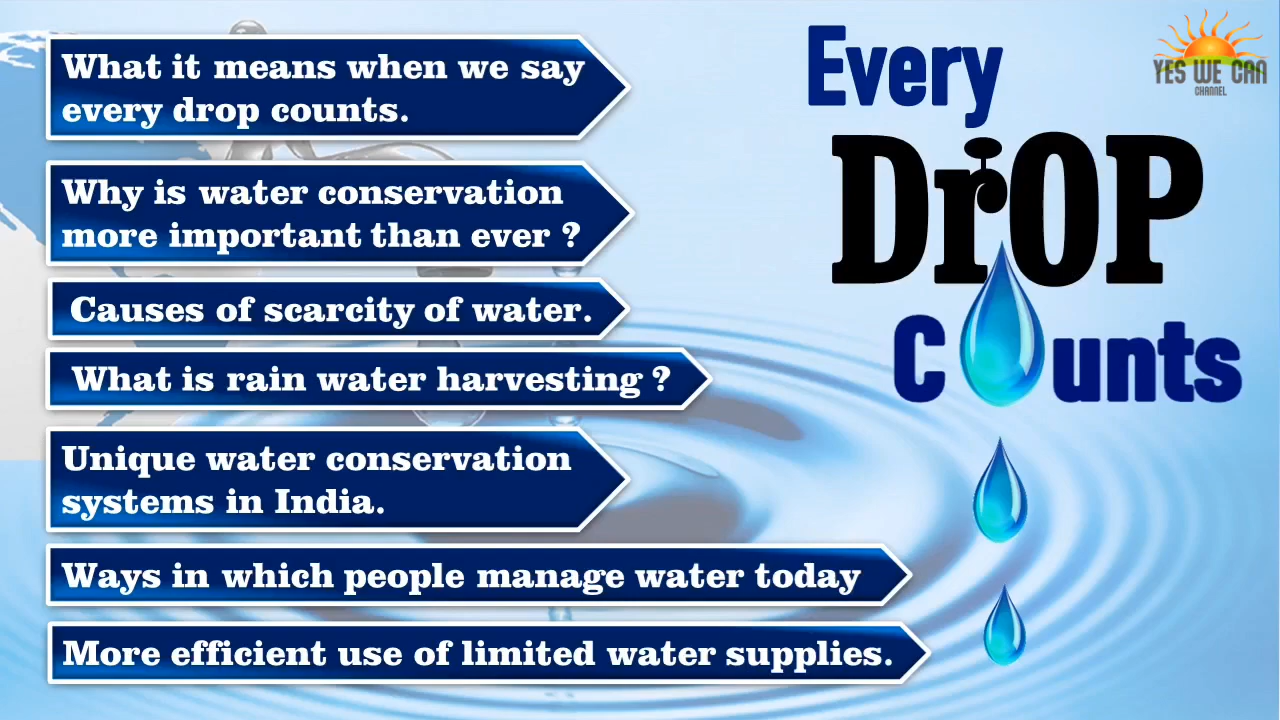 What it means when we say
every drop counts.
Why is water conservation
more important than ever ?
Causes of scarcity of water.
What is rain water harvesting ?
Unique water conservation
systems in India.
Ways in which people manage water today
More efficient use of limited water supplies.
Every
DrOP
Counts
YES WE CAN
CHANNEL